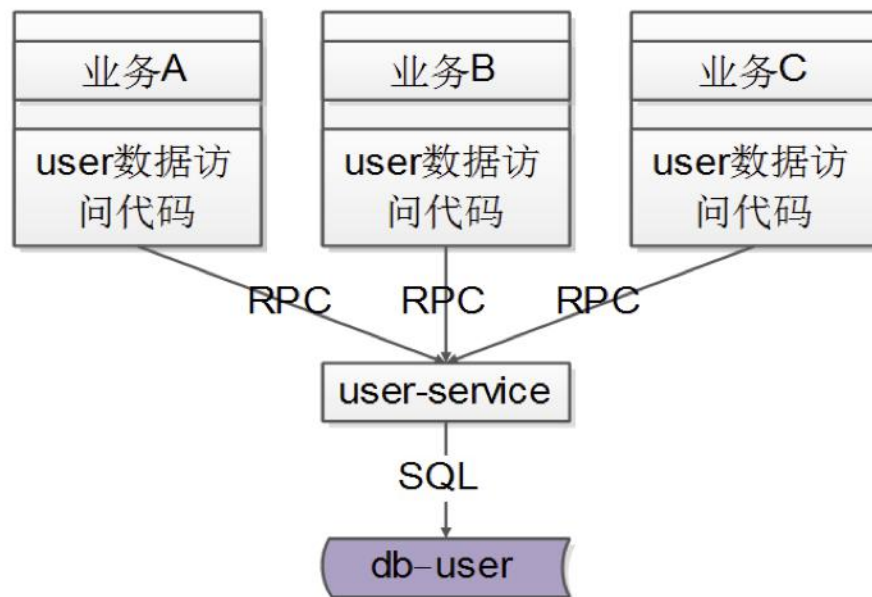 业务A
业务B
业务C
user数据访
问代码
user数据访
问代码
user数据访
问代码
RPC
RPC
RPC
user-service
SQL
db-user